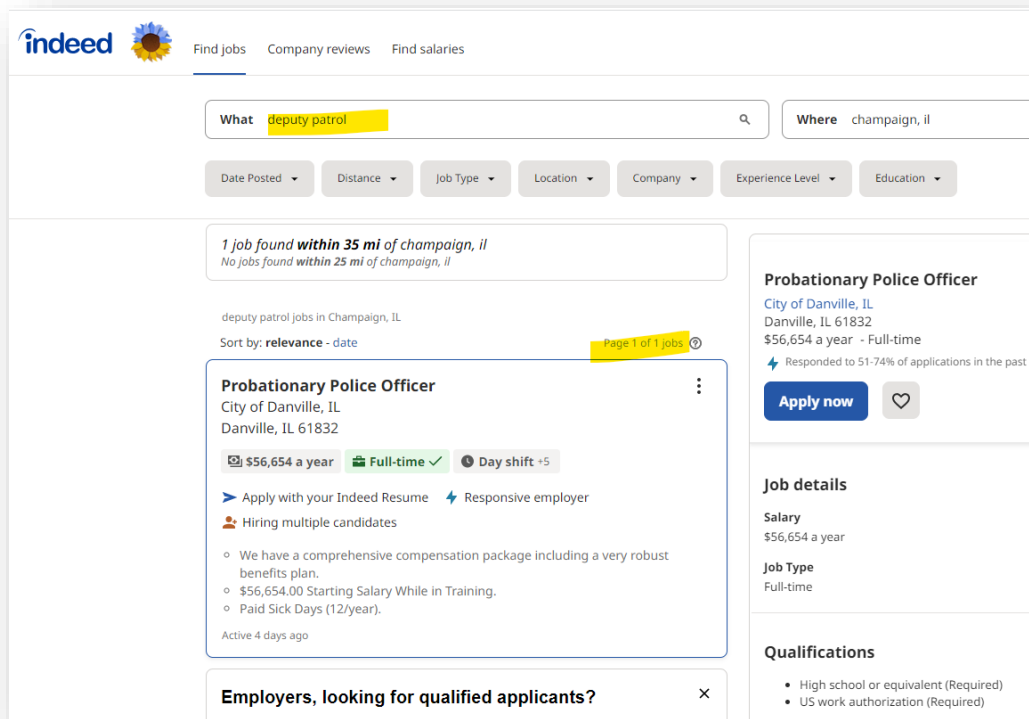 indeed
Find jobs Company reviews Find salaries
What deputy patrol
Where champaign, il
Date Posted Distance Job Type Location Company Experience Level Education
1 job found within 35 mi of champaign, il
No jobs found within 25 mi of champaign, il
deputy patrol jobs in Champaign, IL
Sort by: relevance - date
Page 1 of 1 jobs
Probationary Police Officer
City of Danville, IL
Danville, IL 61832
$56,654 a year Full-time Day shift +5
Apply with your Indeed Resume Responsive employer
Hiring multiple candidates
We have a comprehensive compensation package including a very robust
benefits plan.
$56,654.00 Starting Salary While in Training.
Paid Sick Days (12/year).
Active 4 days ago
Employers, looking for qualified applicants?
Probationary Police Officer
City of Danville, IL
Danville, IL 61832
$56,654 a year - Full-time
Responded to 51-74% of applications in the past
Apply now
Job details
Salary
$56,654 a year
Job Type
Full-time
Qualifications
High school or equivalent (Required)
US work authorization (Required)